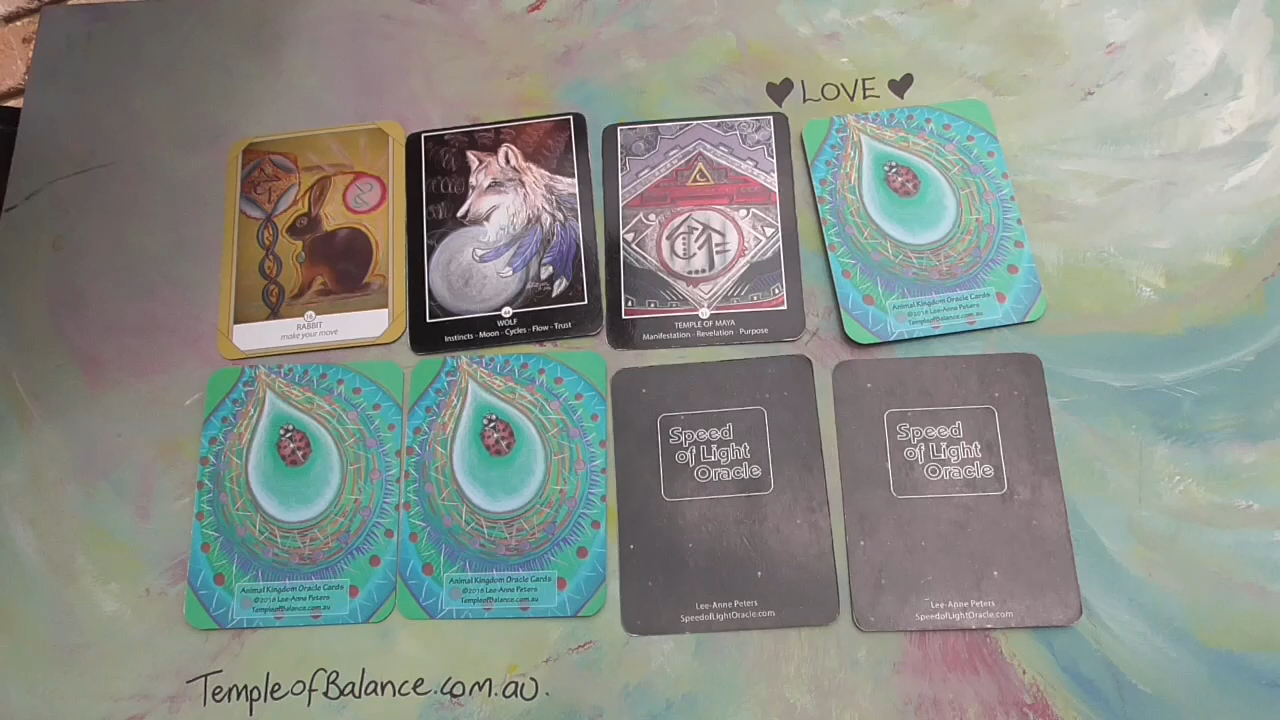 ♥LOVE♥
16
RABBIT
make your move
44
WOLF
Instincts - Moon - Cycles - Flow - Trust
TEMPLE OF MAYA
Manifestation - Revelation - Purpose
Animal Kingdom Oracle Cards
©2016 Lee-Anne Peters
TempleofBalance.com.au
Animal Kingdom Oracle Cards
©2016 Lee-Anne Peters
TempleofBalance.com.au
Animal Kingdom Oracle Cards
©2016 Lee-Anne Peters
TempleofBalance.com.au
Speed
of Light
Oracle
Lee-Anne Peters
SpeedofLightOracle.com
Speed
of Light
Oracle
Lee-Anne Peters
SpeedofLightOracle.com
TempleofBalance.com.au.